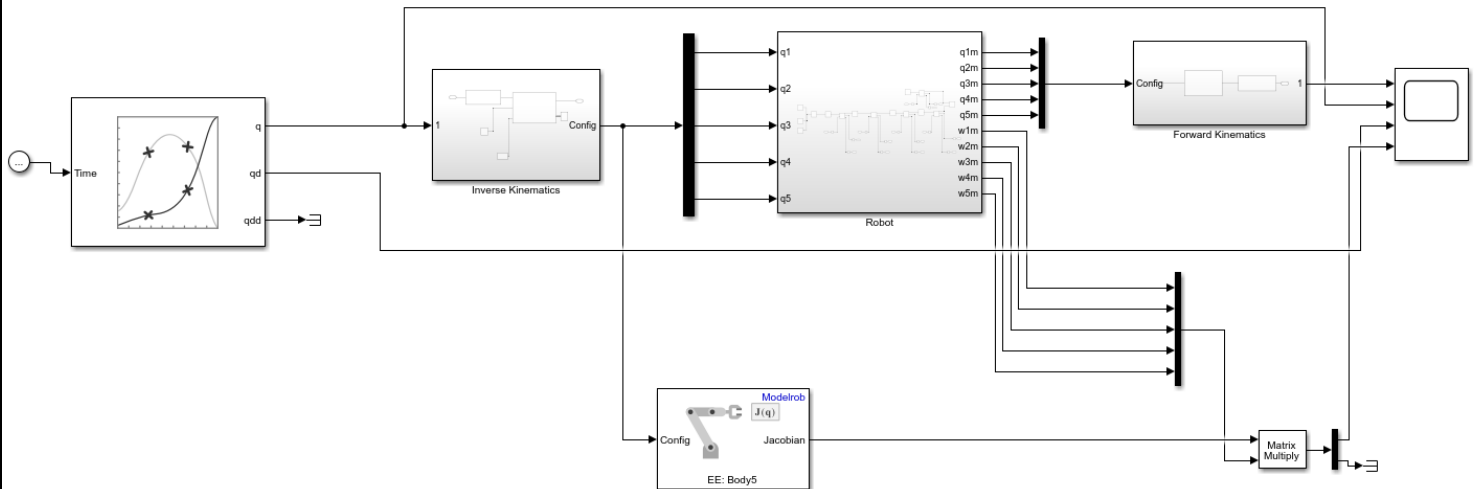 ...
Time
q
qd
qdd
1
Config
Inverse Kinematics
q1
q2
q3
q4
q5
q1m
q2m
q3m
q4m
q5m
w1m
w2m
w3m
w4m
w5m
Robot
Config
1
Forward Kinematics
Modelrob
J(q)
Config
Jacobian
EE: Body5
Matrix
Multiply